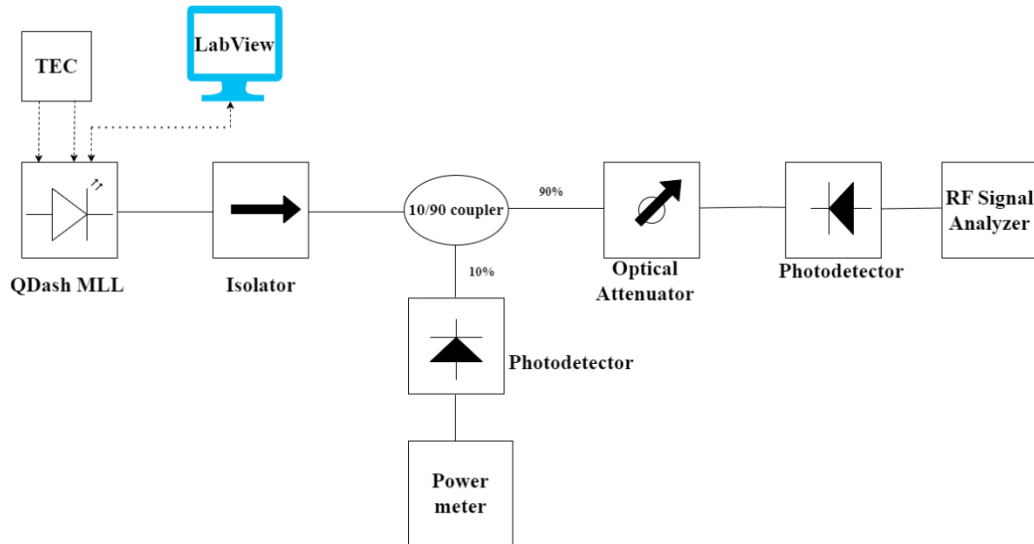 TEC
LabView
QDash MLL
Isolator
10/90 coupler
90%
10%
Optical
Attenuator
Photodetector
RF Signal
Analyzer
Photodetector
Power
meter